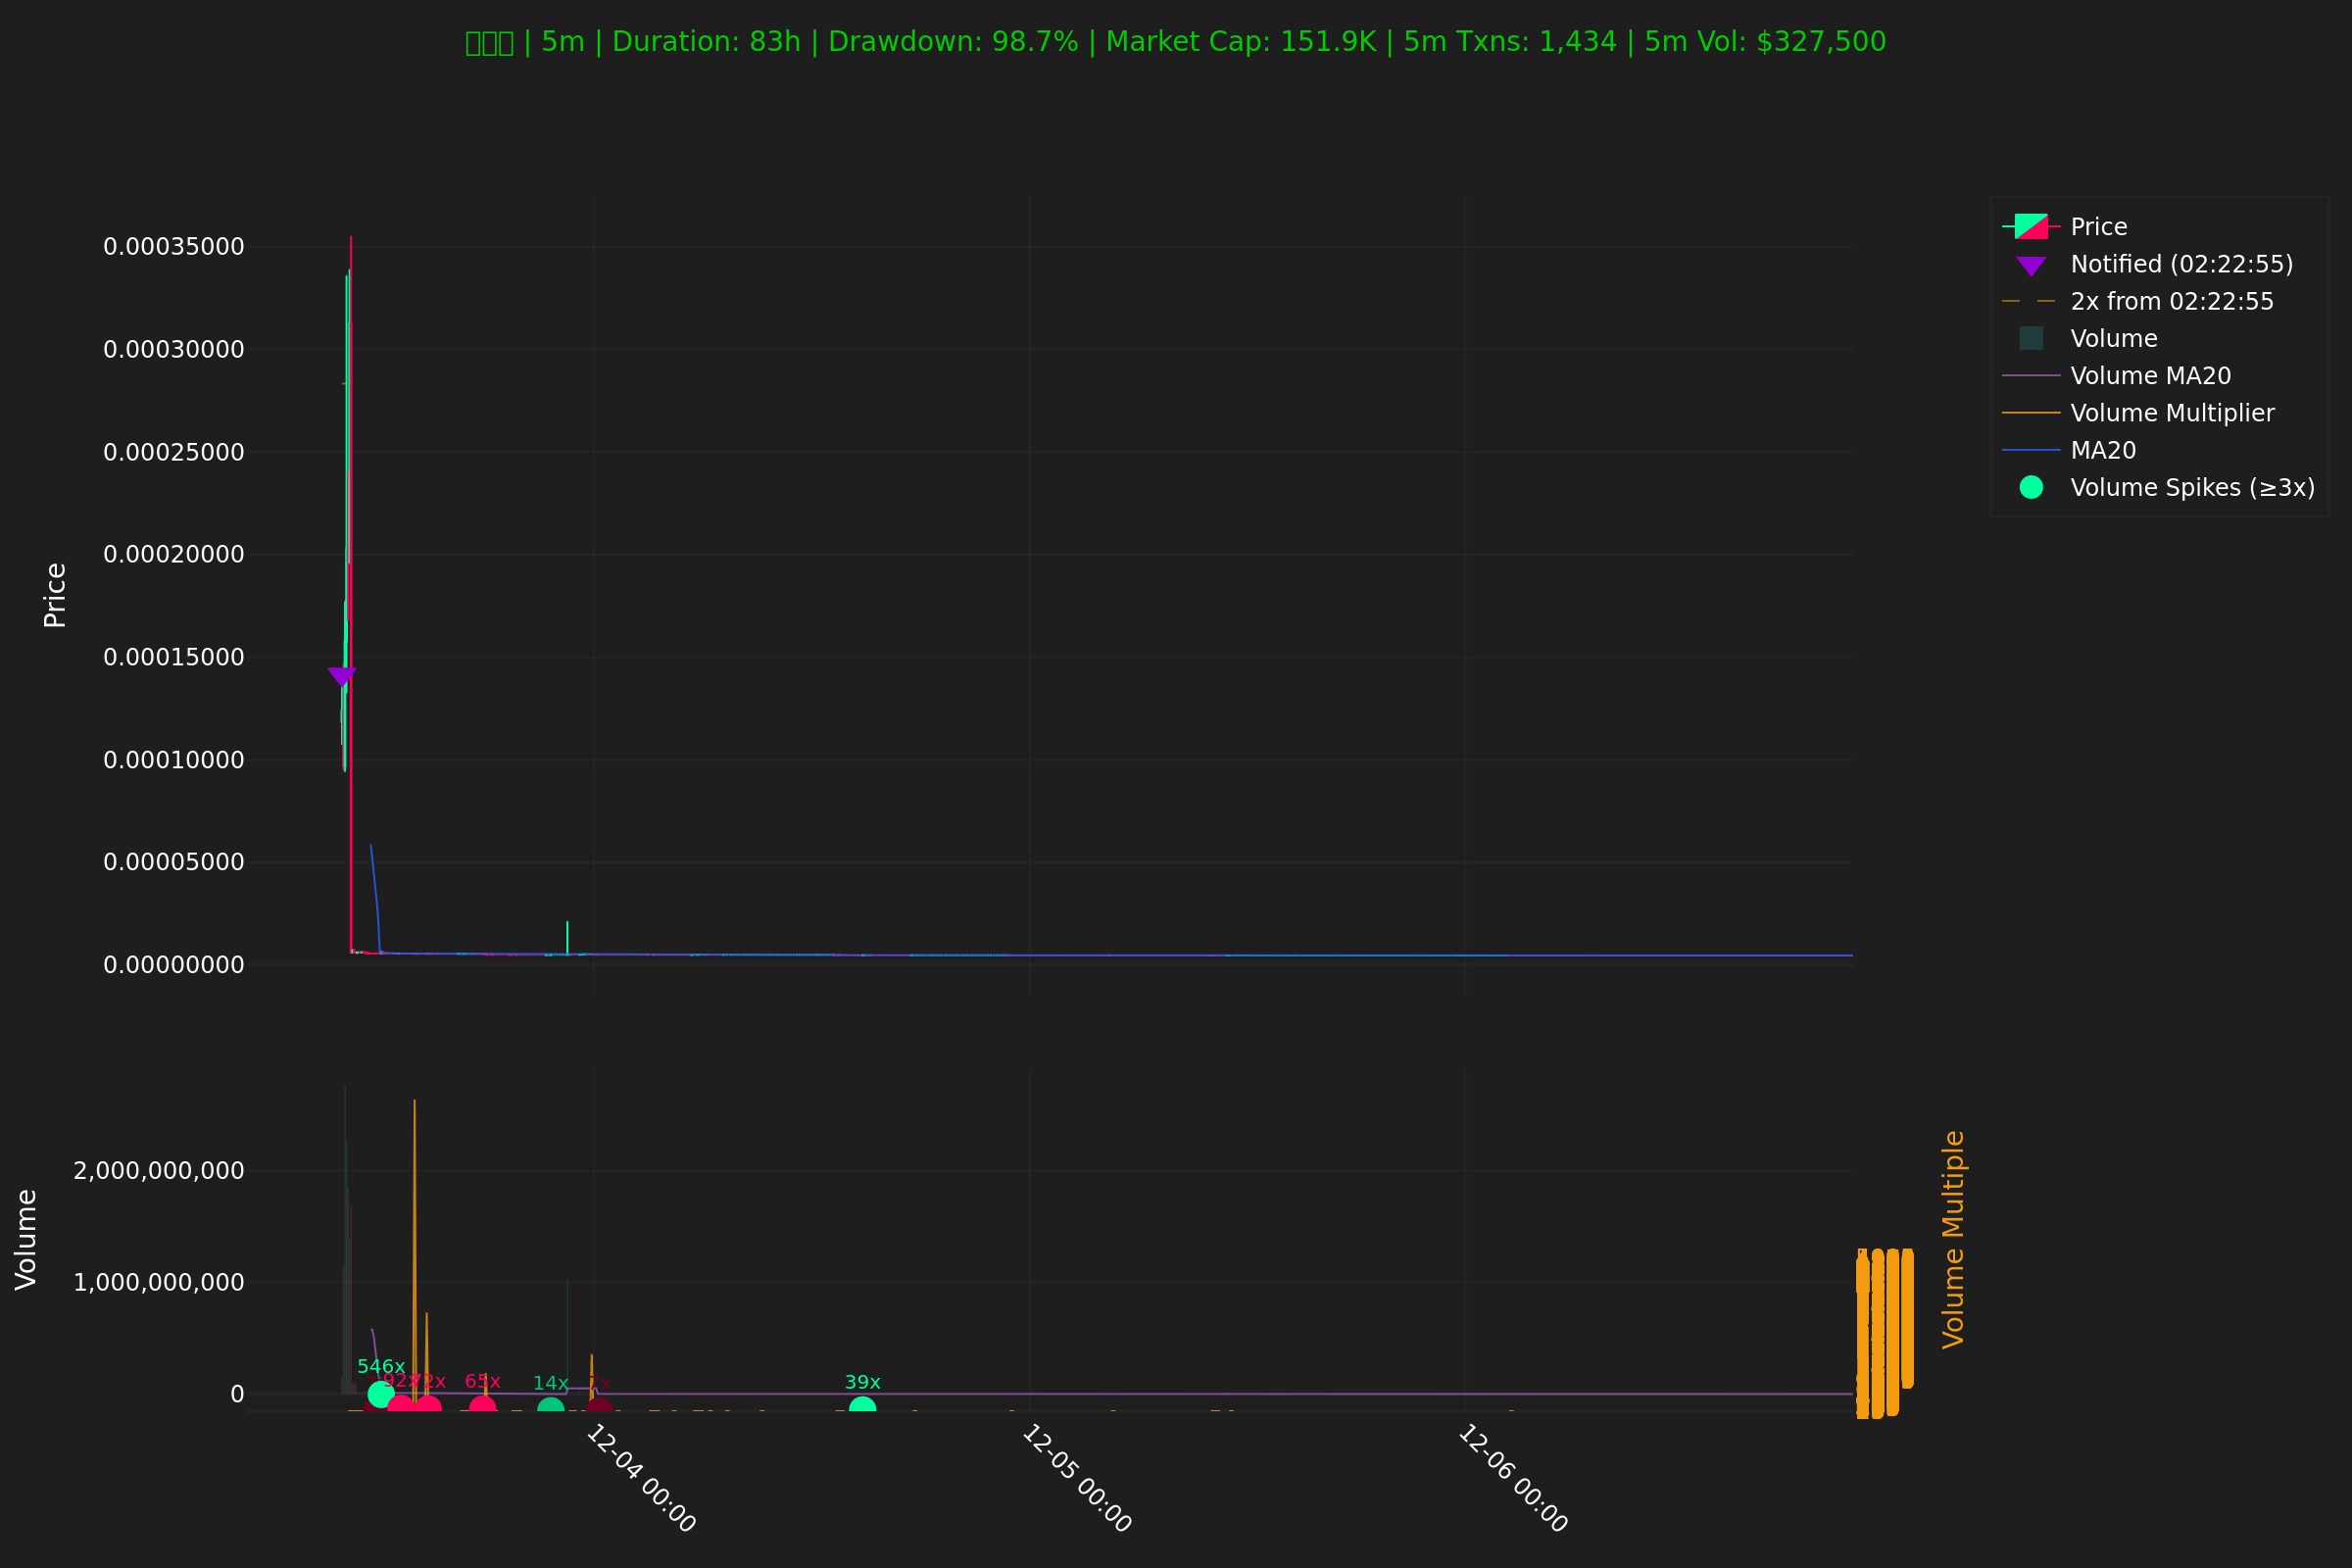 | 5m | Duration: 83h | Drawdown: 98.7% | Market Cap: 151.9K | 5m Txns: 1,434 | 5m Vol: $327,500
Price
0.00035000
0.00030000
0.00025000
0.00020000
0.00015000
0.00010000
0.00005000
0.00000000
Price
Notified (02:22:55)
2x from 02:22:55
Volume
Volume MA20
Volume Multiplier
MA20
Volume Spikes (≥3x)
Volume
2,000,000,000
1,000,000,000
0
546x
65x
14x
39x
Volume Multiple
12-04 00:00
12-05 00:00
12-06 00:00